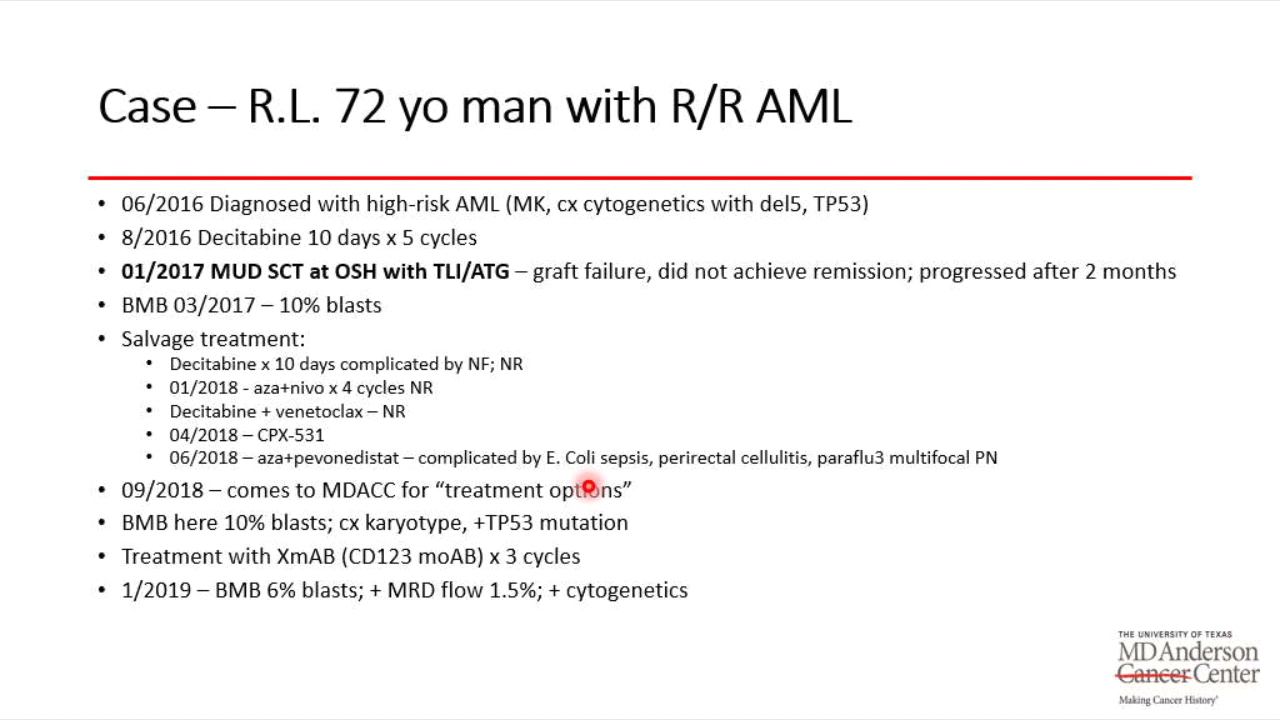 Case – R.L. 72 yo man with R/R AML
• 06/2016 Diagnosed with high-risk AML (MK, cx cytogenetics with del5, TP53)
• 8/2016 Decitabine 10 days x 5 cycles
• 01/2017 MUD SCT at OSH with TLI/ATG – graft failure, did not achieve remission; progressed after 2 months
• BMB 03/2017 – 10% blasts
• Salvage treatment:
• Decitabine x 10 days complicated by NF; NR
• 01/2018 - aza+nivo x 4 cycles NR
• Decitabine + venetoclax – NR
• 04/2018 – CPX-531
• 06/2018 – aza+pevonedistat – complicated by E. Coli sepsis, perirectal cellulitis, paraflu3 multifocal PN
• 09/2018 – comes to MDACC for “treatment options”
• BMB here 10% blasts; cx karyotype, +TP53 mutation
• Treatment with XmAB (CD123 moAB) x 3 cycles
• 1/2019 – BMB 6% blasts; + MRD flow 1.5%; + cytogenetics
THE UNIVERSITY OF TEXAS
MD Anderson
Cancer Center
Making Cancer History®